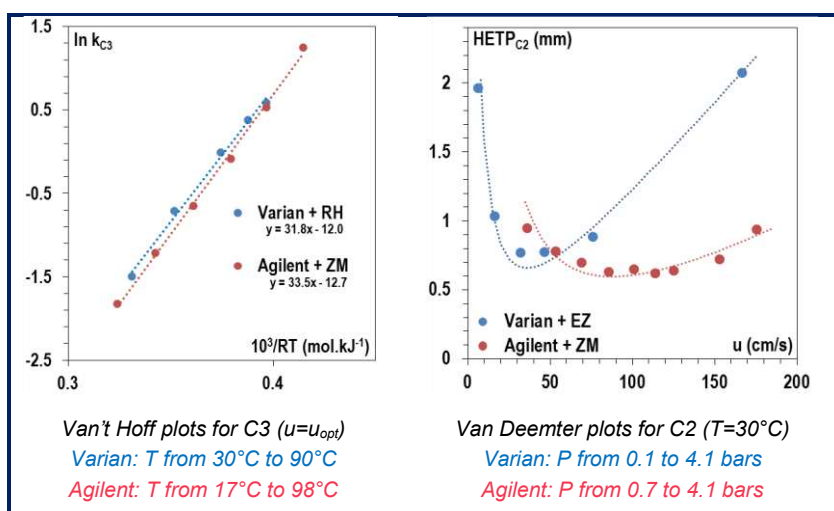 ln k_C3
1.5
0.5
-0.5
-1.5
-2.5
Varian + RH
y = 31.8x - 12.0
Agilent + ZM
y = 33.5x - 12.7
10³/RT (mol.kJ⁻¹)
0.3
0.4
HETP_C2 (mm)
2
1.5
1
0.5
0
Varian + EZ
Agilent + ZM
u (cm/s)
0
50
100
150
200
Van't Hoff plots for C3 (u=u_opt)
Varian: T from 30°C to 90°C
Agilent: T from 17°C to 98°C
Van Deemter plots for C2 (T=30°C)
Varian: P from 0.1 to 4.1 bars
Agilent: P from 0.7 to 4.1 bars